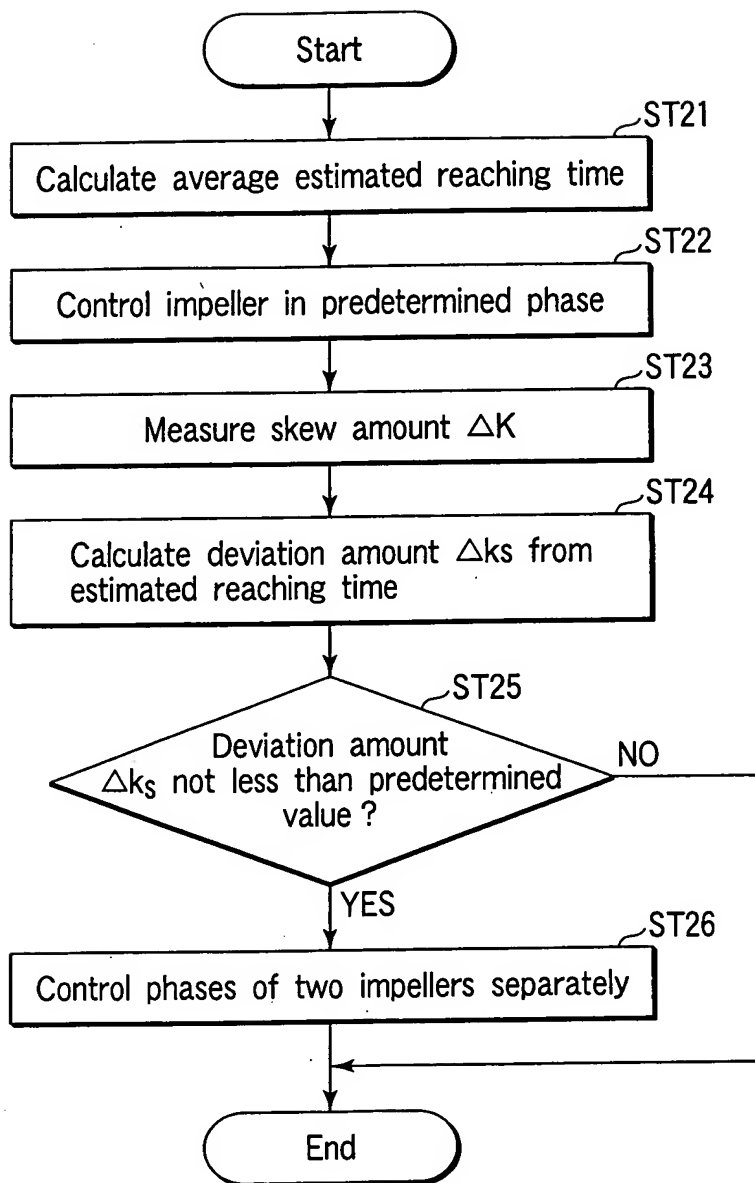 Start
ST21
Calculate average estimated reaching time
ST22
Control impeller in predetermined phase
ST23
Measure skew amount △K
ST24
Calculate deviation amount △ks from
estimated reaching time
ST25
Deviation amount
△ks not less than predetermined
value ?
NO
YES
ST26
Control phases of two impellers separately
End